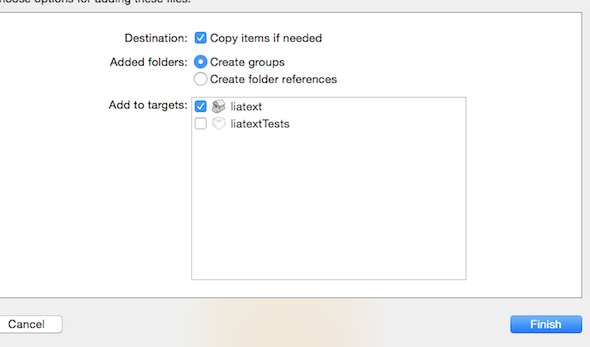 oose options for adding these files:
Destination: Copy items if needed
Added folders: Create groups
Create folder references
Add to targets: liatext
liatextTests
Cancel
Finish